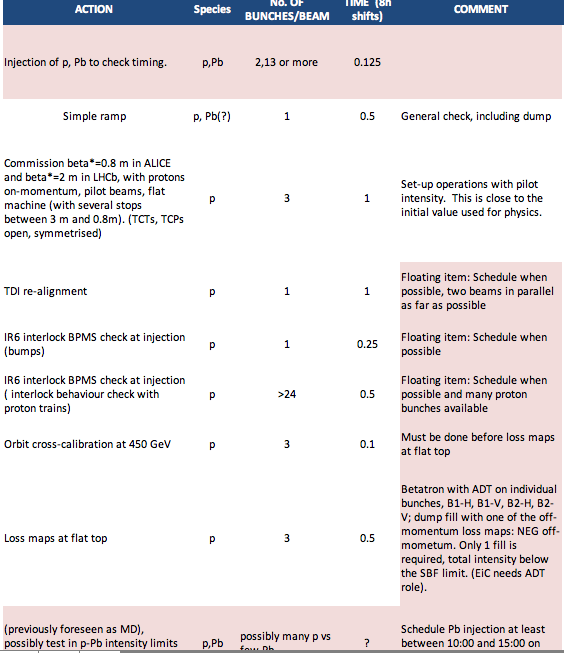 ACTION Species No. OF BUNCHES/BEAM TIME (8h shifts) COMMENT
Injection of p, Pb to check timing. p,Pb 2,13 or more 0.125
Simple ramp p, Pb(?) 1 0.5 General check, including dump
Commission beta*=0.8 m in ALICE
and beta*=2 m in LHCb, with protons
on-momentum, pilot beams, flat
machine (with several stops
between 3 m and 0.8m). (TCTs, TCPs
open, symmetrised)
p 3 1
Set-up operations with pilot
intensity. This is close to the
initial value used for physics.
TDI re-alignment p 1 1
Floating item: Schedule when
possible, two beams in parallel
as far as possible
IR6 interlock BPMS check at injection
(bumps)
p 1 0.25
Floating item: Schedule when
possible
IR6 interlock BPMS check at injection
( interlock behaviour check with
proton trains)
p >24 0.5
Floating item: Schedule when
possible and many proton
bunches available
Orbit cross-calibration at 450 GeV p 3 0.1
Must be done before loss maps
at flat top
Loss maps at flat top p 3 0.5
Betatron with ADT on individual
bunches, B1-H, B1-V, B2-H, B2-
V; dump fill with one of the off-
momentum loss maps: NEG off-
mometum. Only 1 fill is
required, total intensity below
the SBF limit. (EiC needs ADT
role).
(previously foreseen as MD),
possibly test in p-Pb intensity limits
p,Pb
possibly many p vs
few Pb
?
Schedule Pb injection at least
between 10:00 and 15:00 on